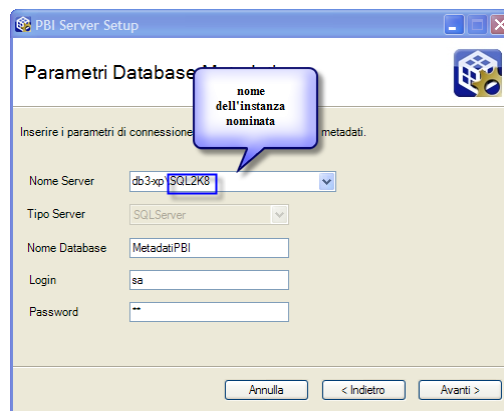 PBI Server Setup
Parametri Database
nome
dell'instanza
nominata
Inserire i parametri di connessione metadati.
Nome Server db3-xp\SQL2K8
Tipo Server SQLServer
Nome Database MetadatiPBI
Login sa
Password **
Annulla < Indietro Avanti >